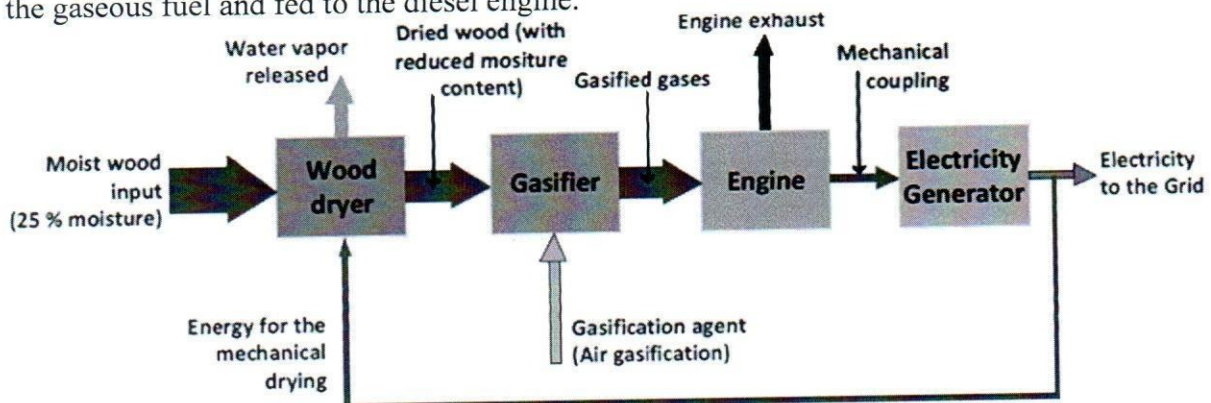 the gaseous fuel and fed to the diesel engine.
Water vapor
released
Dried wood (with
reduced mositure
content)
Gasified gases
Engine exhaust
Mechanical
coupling
Moist wood
input
(25 % moisture)
Wood
dryer
Gasifier
Engine
Electricity
Generator
Electricity
to the Grid
Energy for the
mechanical
drying
Gasification agent
(Air gasification)